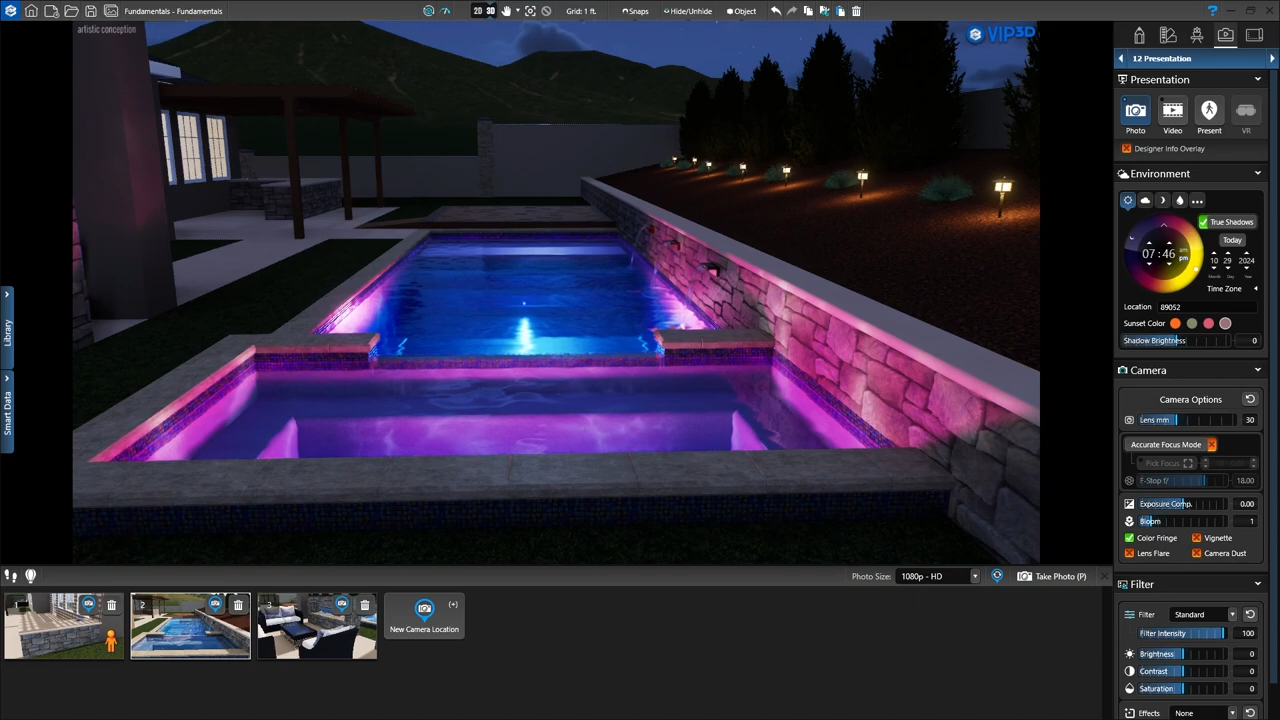 Fundamentals - Fundamentals
2D
3D
Grid: 1 ft.
Snaps
Hide/Unhide
Object
artistic conception
VIP3D
12 Presentation
Presentation
Photo
Video
Present
VR
Designer Info Overlay
Environment
True Shadows
Today
07 : 46
am
pm
10 29 2024
Month Day Year
Time Zone
Location 89052
Sunset Color
Shadow Brightness 0
Camera
Camera Options
Lens mm 30
Accurate Focus Mode
Pick Focus
F-Stop f/ 18.00
Exposure Comp. 0.00
Bloom 1
Color Fringe
Vignette
Lens Flare
Camera Dust
Filter
Filter Standard
Filter Intensity 100
Brightness 0
Contrast 0
Saturation 0
Effects None
Library
Smart Data
Photo Size: 1080p - HD
Take Photo (P)
2
3
(+)
New Camera Location